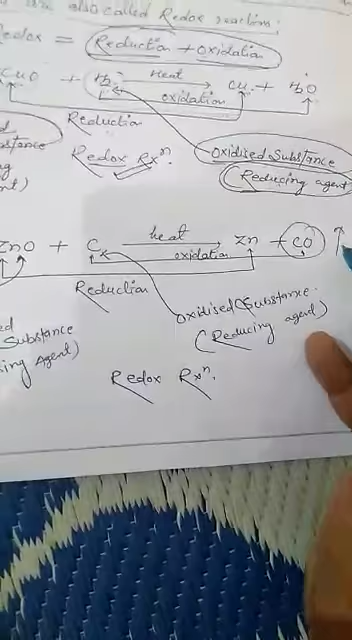 also called Redox reaction:
Redox = Reduction + Oxidation
CuO + H₂ Heat → Cu + H₂O
oxidation
Reduction
Redox Rxⁿ.
Oxidised Substance
(Reducing agent)
ZnO + C heat → Zn + CO ↑
oxidation
Reduction
Oxidised Substance
(Reducing agent)
Substance
Agent)
Redox Rxⁿ.